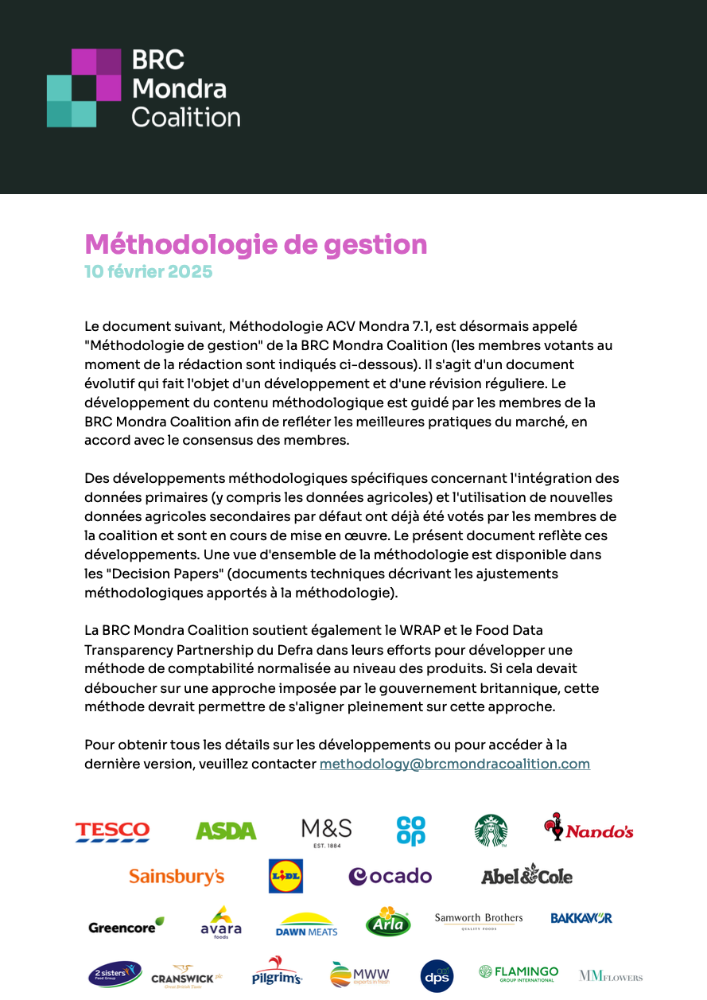 BRC
Mondra
Coalition
Méthodologie de gestion
10 février 2025
Le document suivant, Méthodologie ACV Mondra 7.1, est désormais appelé
"Méthodologie de gestion" de la BRC Mondra Coalition (les membres votants au
moment de la rédaction sont indiqués ci-dessous). Il s'agit d'un document
évolutif qui fait l'objet d'un développement et d'une révision réguliere. Le
développement du contenu méthodologique est guidé par les membres de la
BRC Mondra Coalition afin de refléter les meilleures pratiques du marché, en
accord avec le consensus des membres.
Des développements méthodologiques spécifiques concernant l'intégration des
données primaires (y compris les données agricoles) et l'utilisation de nouvelles
données agricoles secondaires par défaut ont déjà été votés par les membres de
la coalition et sont en cours de mise en œuvre. Le présent document reflète ces
développements. Une vue d'ensemble de la méthodologie est disponible dans
les "Decision Papers" (documents techniques décrivant les ajustements
méthodologiques apportés à la méthodologie).
La BRC Mondra Coalition soutient également le WRAP et le Food Data
Transparency Partnership du Defra dans leurs efforts pour développer une
méthode de comptabilité normalisée au niveau des produits. Si cela devait
déboucher sur une approche imposée par le gouvernement britannique, cette
méthode devrait permettre de s'aligner pleinement sur cette approche.
Pour obtenir tous les détails sur les développements ou pour accéder à la
dernière version, veuillez contacter methodology@brcmondracoalition.com
TESCO ASDA M&S EST. 1884 CO OP Nando's
Sainsbury's LIDL ocado Abel & Cole
Greencore avara foods DAWN MEATS Arla Samworth Brothers QUALITY FOODS BAKKAVOR
2 sisters Food Group CRANSWICK plc Great British Taste Pilgrim's MWW experts in fresh dps FLAMINGO GROUP INTERNATIONAL MM FLOWERS